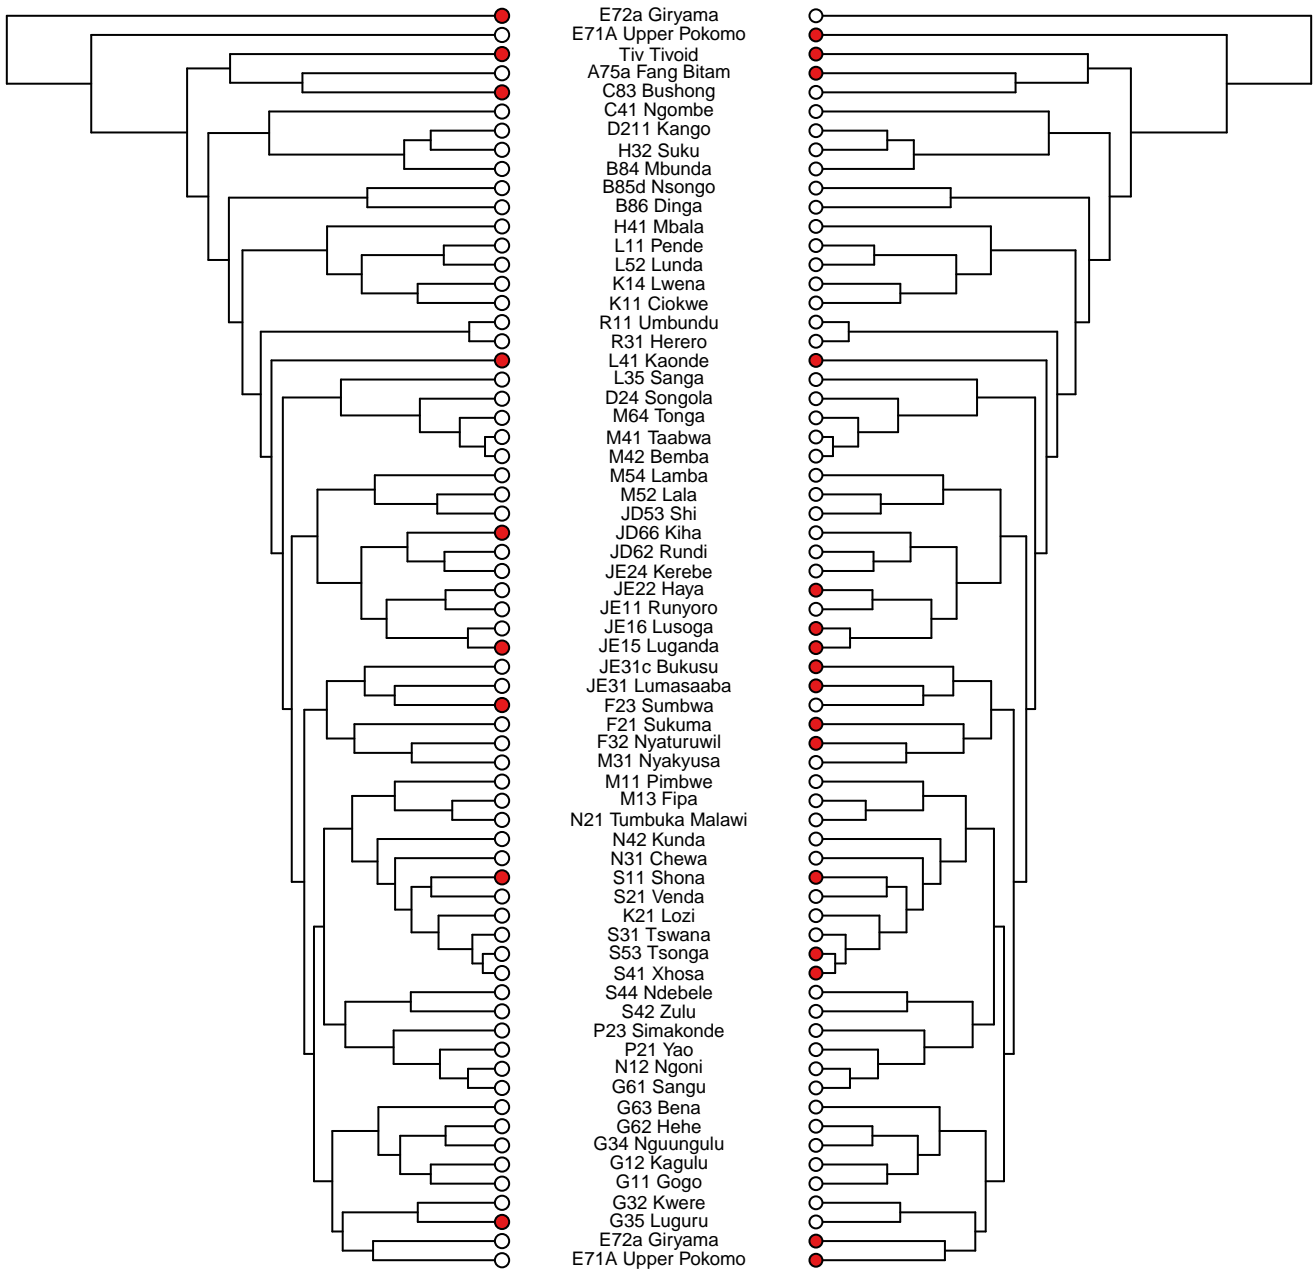 E72a Giryama
E71A Upper Pokomo
Tiv Tivoid
A75a Fang Bitam
C83 Bushong
C41 Ngombe
D211 Kango
H32 Suku
B84 Mbunda
B85d Nsongo
B86 Dinga
H41 Mbala
L11 Pende
L52 Lunda
K14 Lwena
K11 Ciokwe
R11 Umbundu
R31 Herero
L41 Kaonde
L35 Sanga
D24 Songola
M64 Tonga
M41 Taabwa
M42 Bemba
M54 Lamba
M52 Lala
JD53 Shi
JD66 Kiha
JD62 Rundi
JE24 Kerebe
JE22 Haya
JE11 Runyoro
JE16 Lusoga
JE15 Luganda
JE31c Bukusu
JE31 Lumasaaba
F23 Sumbwa
F21 Sukuma
F32 Nyaturuwil
M31 Nyakyusa
M11 Pimbwe
M13 Fipa
N21 Tumbuka Malawi
N42 Kunda
N31 Chewa
S11 Shona
S21 Venda
K21 Lozi
S31 Tswana
S53 Tsonga
S41 Xhosa
S44 Ndebele
S42 Zulu
P23 Simakonde
P21 Yao
N12 Ngoni
G61 Sangu
G63 Bena
G62 Hehe
G34 Nguungulu
G12 Kagulu
G11 Gogo
G32 Kwere
G35 Luguru
E72a Giryama
E71A Upper Pokomo